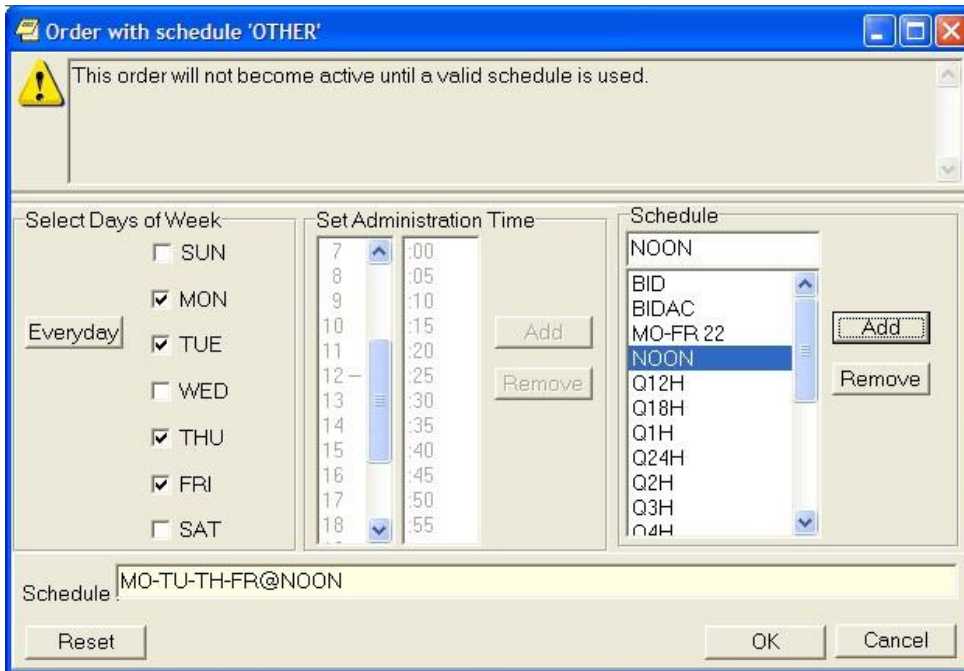 Order with schedule 'OTHER'
This order will not become active until a valid schedule is used.
Select Days of Week
SUN
MON
Everyday
TUE
WED
THU
FRI
SAT
Set Administration Time
7 :00
8 :05
9 :10
10 :15
11 :20
12 – :25
13 :30
14 :35
15 :40
16 :45
17 :50
18 :55
Add
Remove
Schedule
NOON
BID
BIDAC
MO-FR 22
NOON
Q12H
Q18H
Q1H
Q24H
Q2H
Q3H
Q4H
Add
Remove
Schedule
MO-TU-TH-FR@NOON
Reset
OK
Cancel